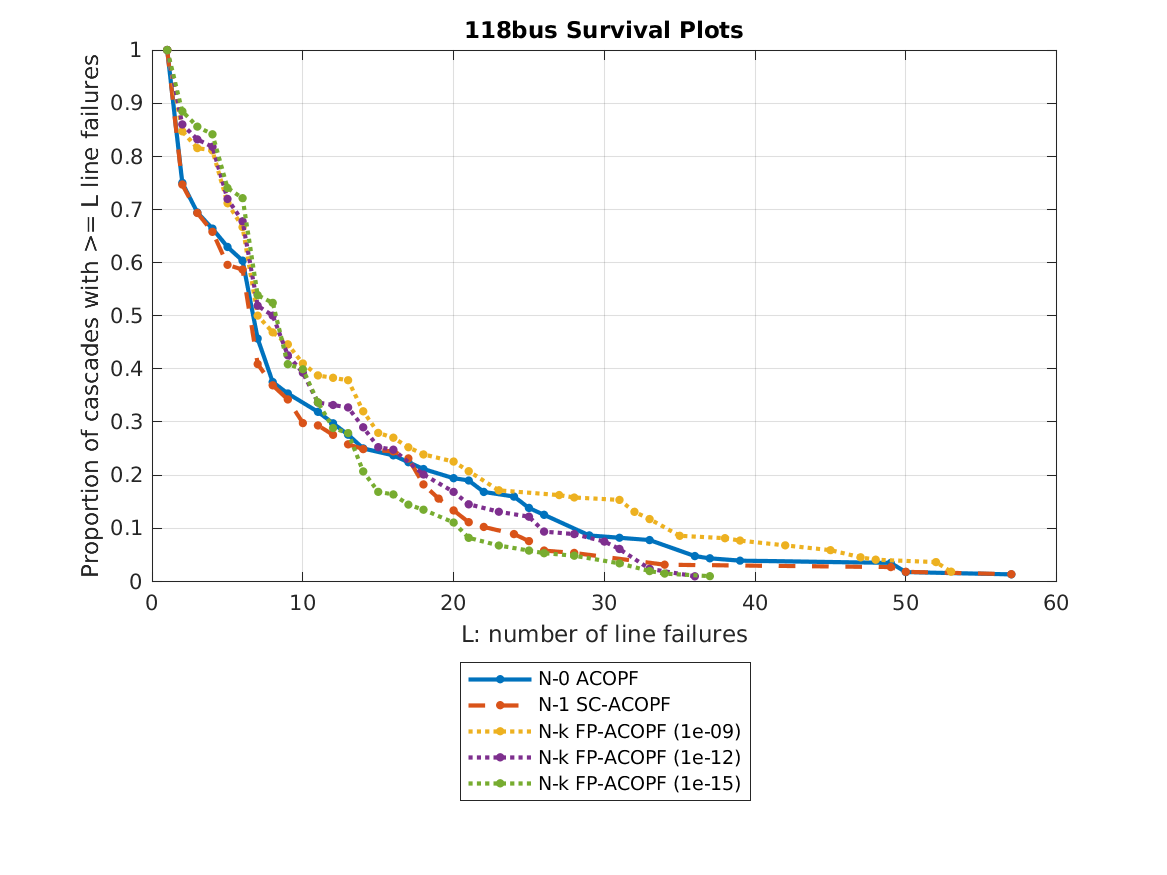 118bus Survival Plots
Proportion of cascades with >= L line failures
1
0.9
0.8
0.7
0.6
0.5
0.4
0.3
0.2
0.1
0
0 10 20 30 40 50 60
L: number of line failures
N-0 ACOPF
N-1 SC-ACOPF
N-k FP-ACOPF (1e-09)
N-k FP-ACOPF (1e-12)
N-k FP-ACOPF (1e-15)